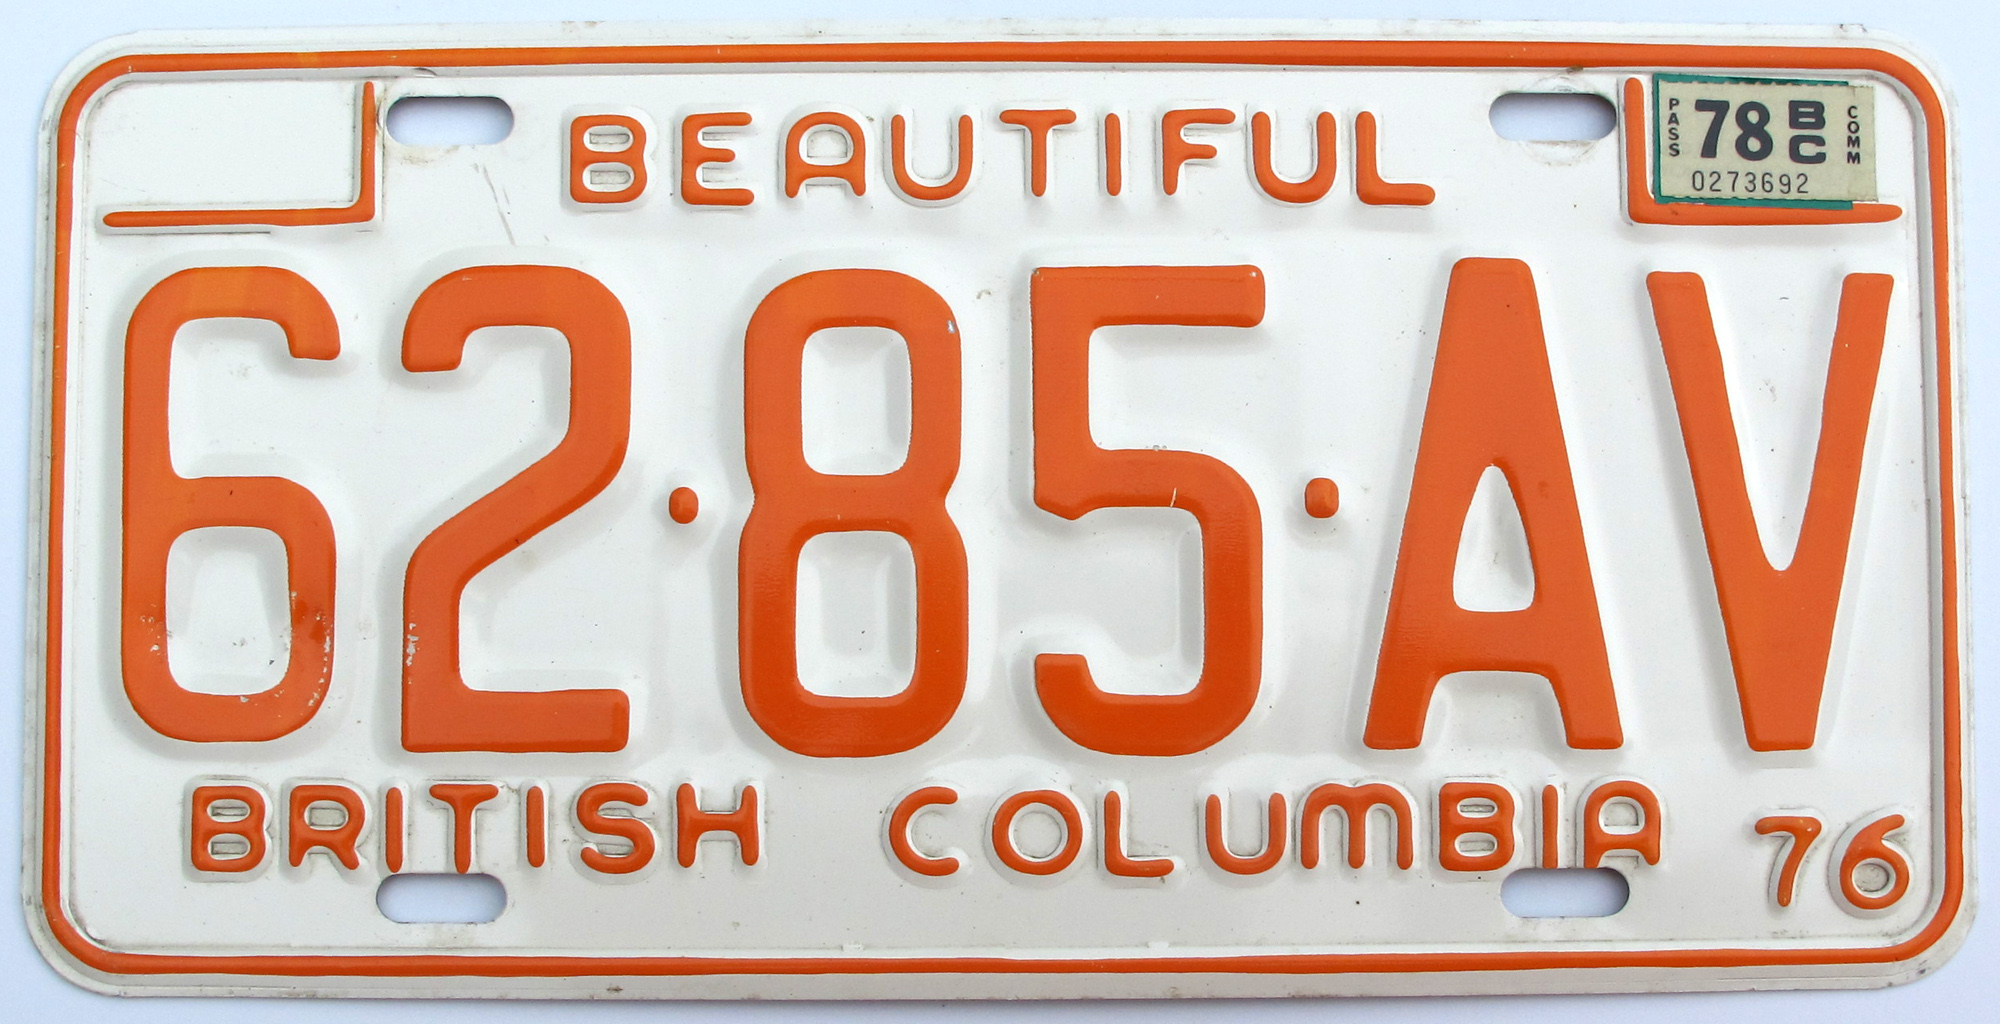 BEAUTIFUL
PASS 78 BC COMM
0273692
62·85·AV
BRITISH COLUMBIA 76